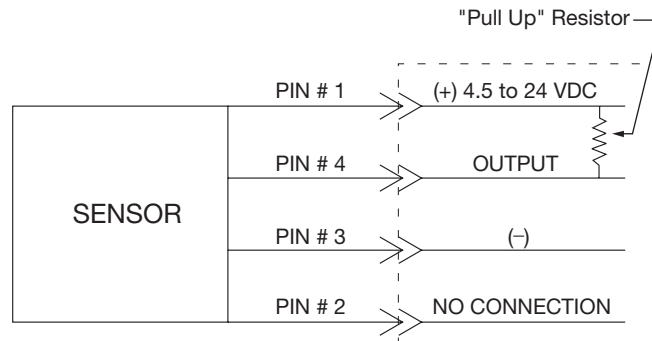 "Pull Up" Resistor
PIN # 1 (+) 4.5 to 24 VDC
PIN # 4 OUTPUT
SENSOR
PIN # 3 (–)
PIN # 2 NO CONNECTION